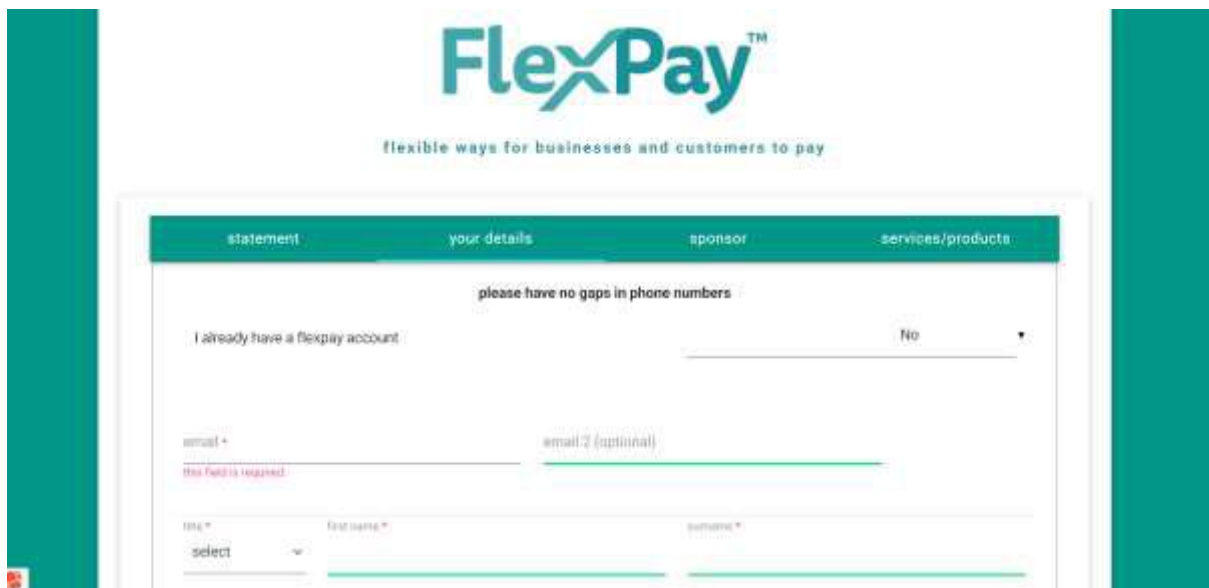 FlexPay™
flexible ways for businesses and customers to pay
statement your details sponsor services/products
please have no gaps in phone numbers
I already have a flexpay account No
email * email 2 (optional)
this field is required
title * first name * surname *
select